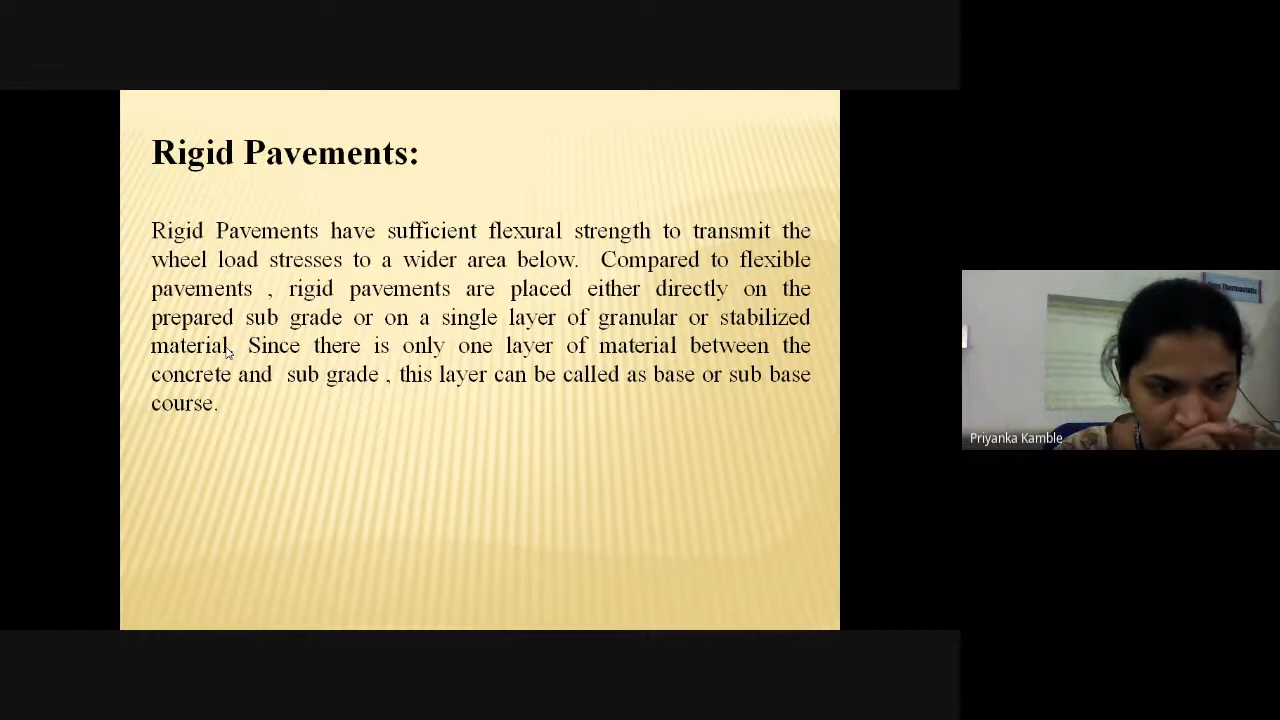 Rigid Pavements:
Rigid Pavements have sufficient flexural strength to transmit the
wheel load stresses to a wider area below. Compared to flexible
pavements , rigid pavements are placed either directly on the
prepared sub grade or on a single layer of granular or stabilized
material. Since there is only one layer of material between the
concrete and sub grade , this layer can be called as base or sub base
course.
Priyanka Kamble